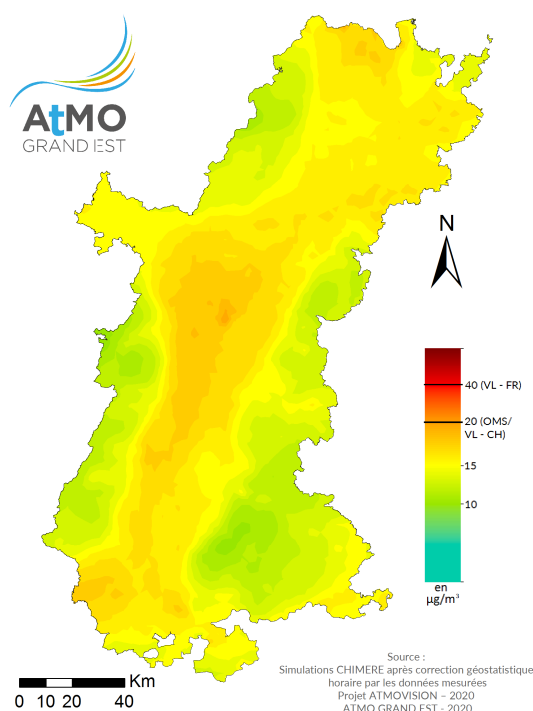 AtMO
GRAND EST
N
40 (VL - FR)
20 (OMS/
VL - CH)
15
10
en
µg/m³
Km
0 10 20 40
Source :
Simulations CHIMERE après correction géostatistique
horaire par les données mesurées
Projet ATMOVISION – 2020
ATMO GRAND EST - 2020